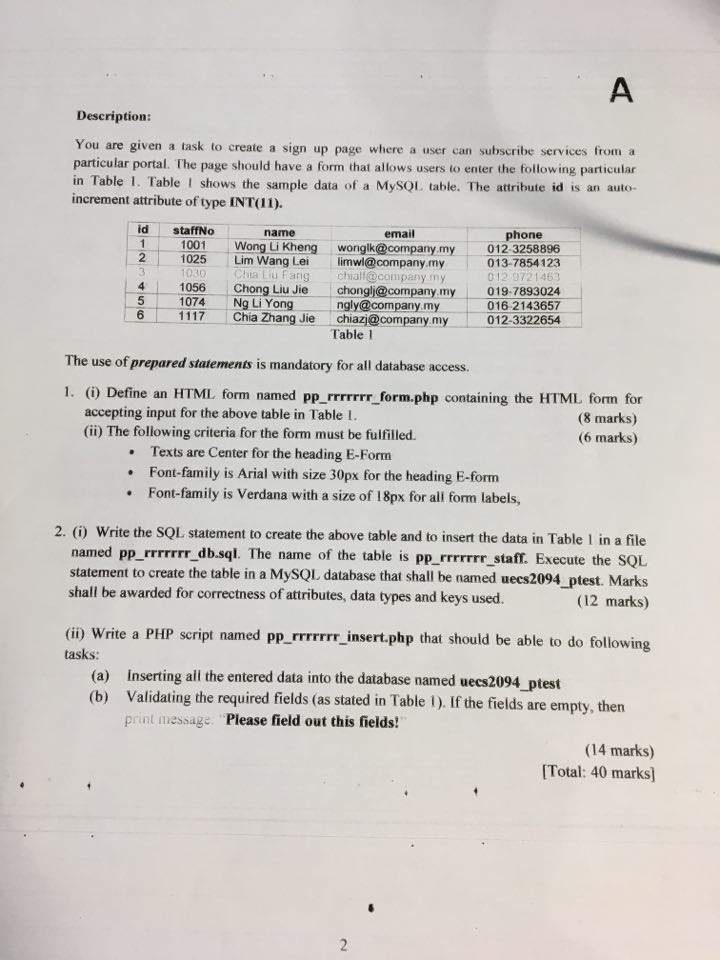 A
Description:
You are given a task to create a sign up page where a user can subscribe services from a
particular portal. The page should have a form that allows users to enter the following particular
in Table 1. Table 1 shows the sample data of a MySQL table. The attribute id is an auto-
increment attribute of type INT(11).
id staffNo name email phone
1 1001 Wong Li Kheng wonglk@company.my 012-3258896
2 1025 Lim Wang Lei limwl@company.my 013-7854123
3 1030 Chia Liu Fang chialf@company.my 012-9721463
4 1056 Chong Liu Jie chonglj@company.my 019-7893024
5 1074 Ng Li Yong ngly@company.my 016-2143657
6 1117 Chia Zhang Jie chiazj@company.my 012-3322654
Table 1
The use of prepared statements is mandatory for all database access.
1. (i) Define an HTML form named pp_rrrrrrr_form.php containing the HTML form for
accepting input for the above table in Table 1. (8 marks)
(ii) The following criteria for the form must be fulfilled. (6 marks)
• Texts are Center for the heading E-Form
• Font-family is Arial with size 30px for the heading E-form
• Font-family is Verdana with a size of 18px for all form labels,
2. (i) Write the SQL statement to create the above table and to insert the data in Table 1 in a file
named pp_rrrrrrr_db.sql. The name of the table is pp_rrrrrrr_staff. Execute the SQL
statement to create the table in a MySQL database that shall be named uecs2094_ptest. Marks
shall be awarded for correctness of attributes, data types and keys used. (12 marks)
(ii) Write a PHP script named pp_rrrrrrr_insert.php that should be able to do following
tasks:
(a) Inserting all the entered data into the database named uecs2094_ptest
(b) Validating the required fields (as stated in Table 1). If the fields are empty, then
print message. "Please field out this fields!"
(14 marks)
[Total: 40 marks]
2